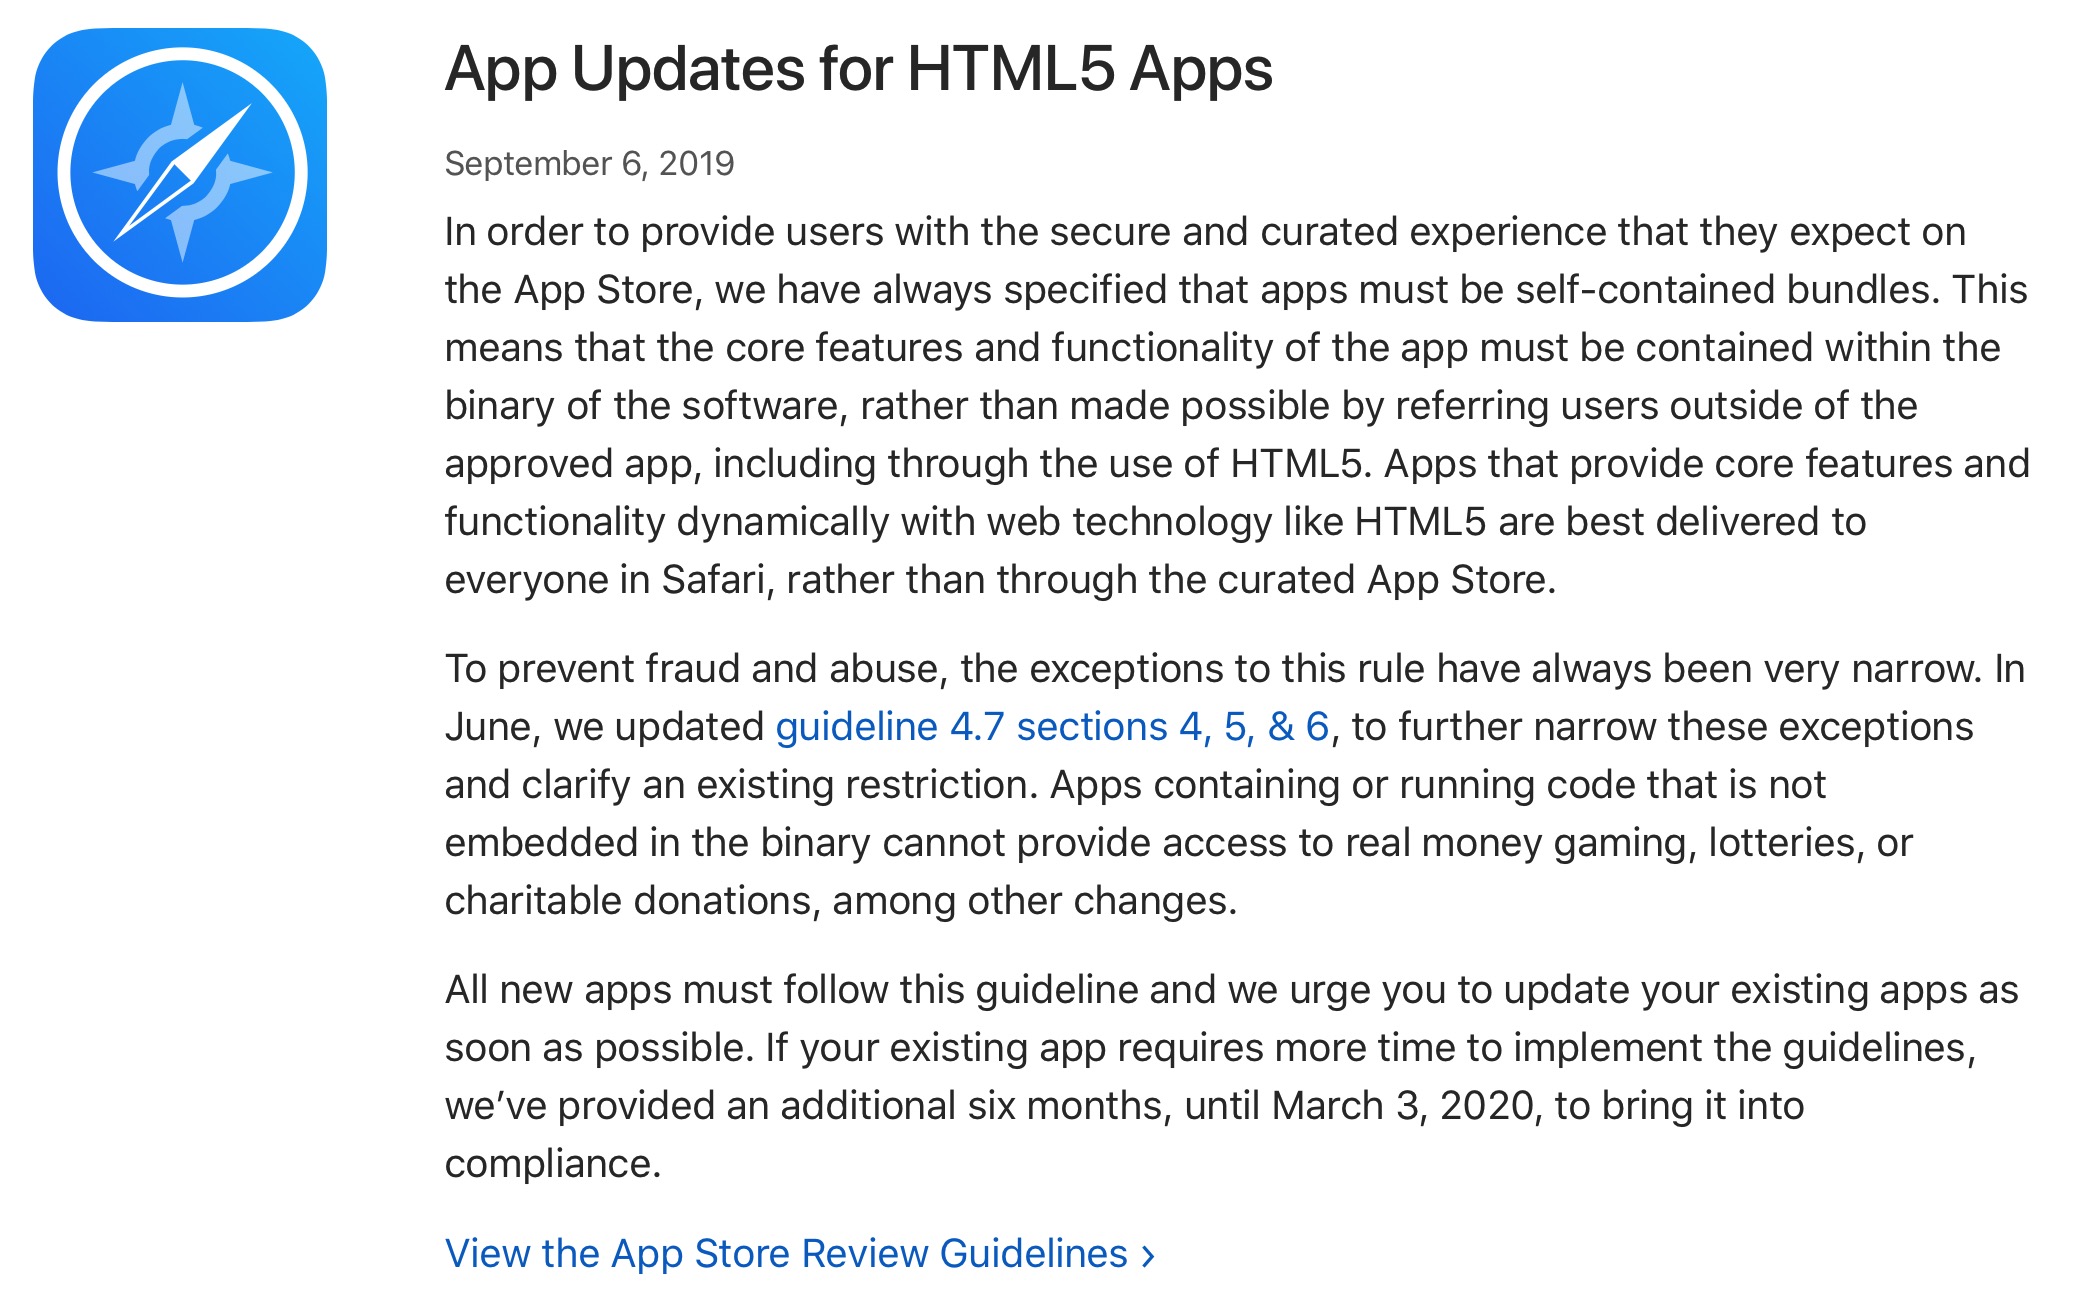 App Updates for HTML5 Apps
September 6, 2019
In order to provide users with the secure and curated experience that they expect on
the App Store, we have always specified that apps must be self-contained bundles. This
means that the core features and functionality of the app must be contained within the
binary of the software, rather than made possible by referring users outside of the
approved app, including through the use of HTML5. Apps that provide core features and
functionality dynamically with web technology like HTML5 are best delivered to
everyone in Safari, rather than through the curated App Store.
To prevent fraud and abuse, the exceptions to this rule have always been very narrow. In
June, we updated guideline 4.7 sections 4, 5, & 6, to further narrow these exceptions
and clarify an existing restriction. Apps containing or running code that is not
embedded in the binary cannot provide access to real money gaming, lotteries, or
charitable donations, among other changes.
All new apps must follow this guideline and we urge you to update your existing apps as
soon as possible. If your existing app requires more time to implement the guidelines,
we’ve provided an additional six months, until March 3, 2020, to bring it into
compliance.
View the App Store Review Guidelines ›